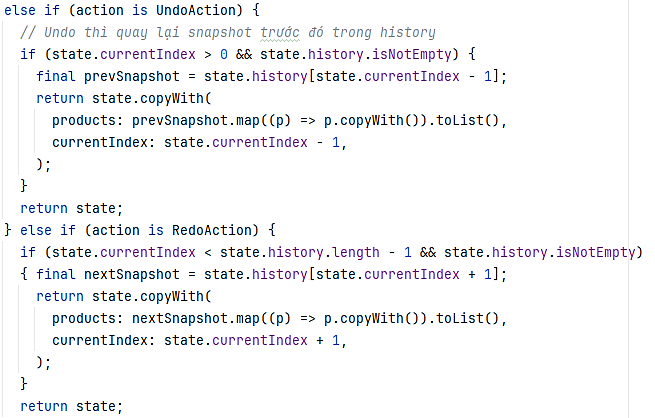 else if (action is UndoAction) {
  // Undo thì quay lại snapshot trước đó trong history
  if (state.currentIndex > 0 && state.history.isNotEmpty) {
    final prevSnapshot = state.history[state.currentIndex - 1];
    return state.copyWith(
      products: prevSnapshot.map((p) => p.copyWith()).toList(),
      currentIndex: state.currentIndex - 1,
    );
  }
  return state;
} else if (action is RedoAction) {
  if (state.currentIndex < state.history.length - 1 && state.history.isNotEmpty)
  { final nextSnapshot = state.history[state.currentIndex + 1];
    return state.copyWith(
      products: nextSnapshot.map((p) => p.copyWith()).toList(),
      currentIndex: state.currentIndex + 1,
    );
  }
  return state;